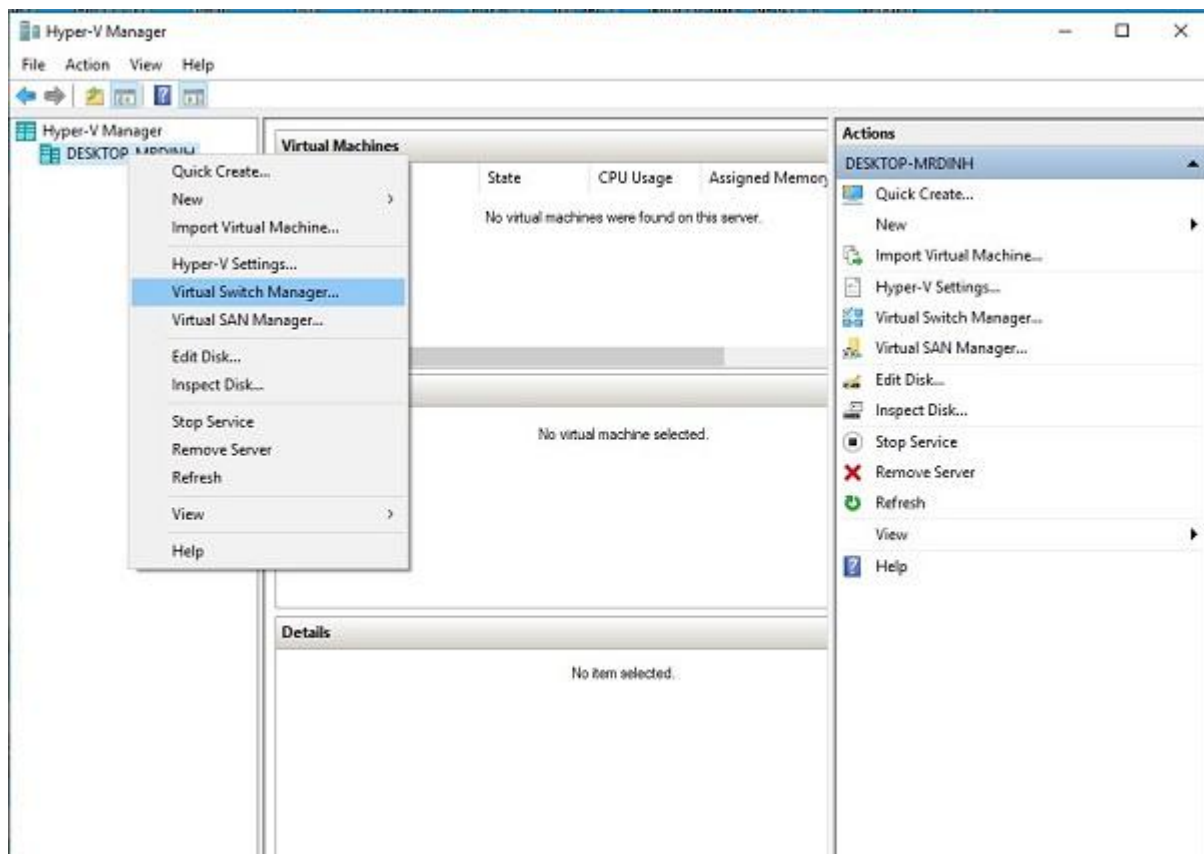 Hyper-V Manager
File Action View Help
Hyper-V Manager
DESKTOP-MRDINH
Quick Create...
New
Import Virtual Machine...
Hyper-V Settings...
Virtual Switch Manager...
Virtual SAN Manager...
Edit Disk...
Inspect Disk...
Stop Service
Remove Server
Refresh
View
Help
Virtual Machines
State CPU Usage Assigned Memory
No virtual machines were found on this server.
No virtual machine selected.
Details
No item selected.
Actions
DESKTOP-MRDINH
Quick Create...
New
Import Virtual Machine...
Hyper-V Settings...
Virtual Switch Manager...
Virtual SAN Manager...
Edit Disk...
Inspect Disk...
Stop Service
Remove Server
Refresh
View
Help